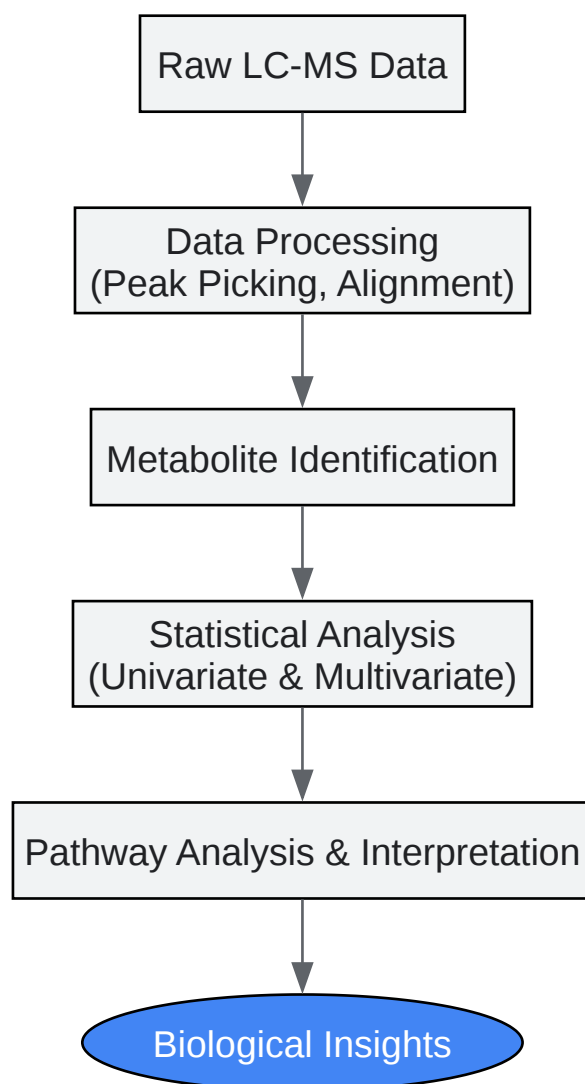 Raw LC-MS Data
Data Processing
(Peak Picking, Alignment)
Metabolite Identification
Statistical Analysis
(Univariate & Multivariate)
Pathway Analysis & Interpretation
Biological Insights